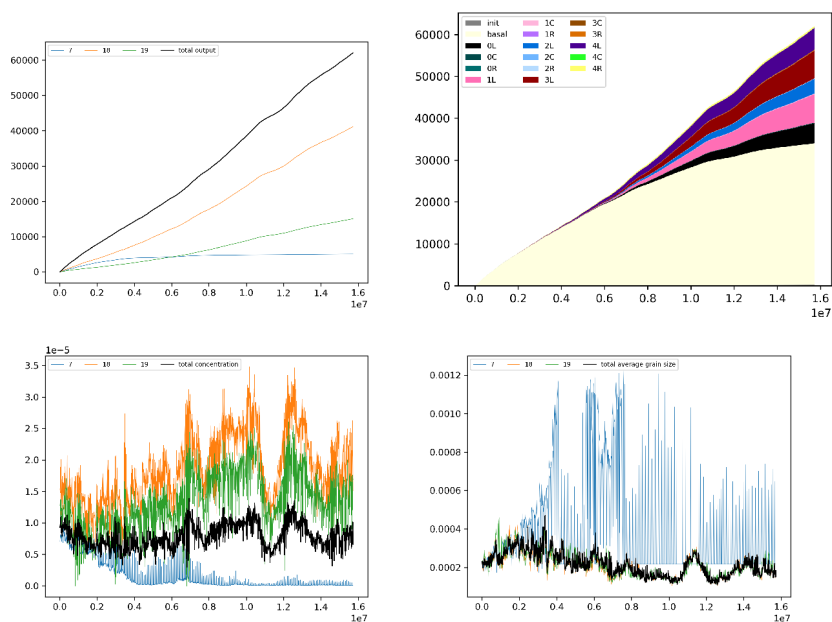 7 18 19 total output
60000
50000
40000
30000
20000
10000
0
0.0 0.2 0.4 0.6 0.8 1.0 1.2 1.4 1.6
1e7
init 1C 3C
basal 1R 3R
0L 2L 4L
0C 2C 4C
0R 2R 4R
1L 3L
60000
50000
40000
30000
20000
10000
0
0.0 0.2 0.4 0.6 0.8 1.0 1.2 1.4 1.6
1e7
1e-5
7 18 19 total concentration
3.5
3.0
2.5
2.0
1.5
1.0
0.5
0.0
0.0 0.2 0.4 0.6 0.8 1.0 1.2 1.4 1.6
1e7
7 18 19 total average grain size
0.0012
0.0010
0.0008
0.0006
0.0004
0.0002
0.0 0.2 0.4 0.6 0.8 1.0 1.2 1.4 1.6
1e7